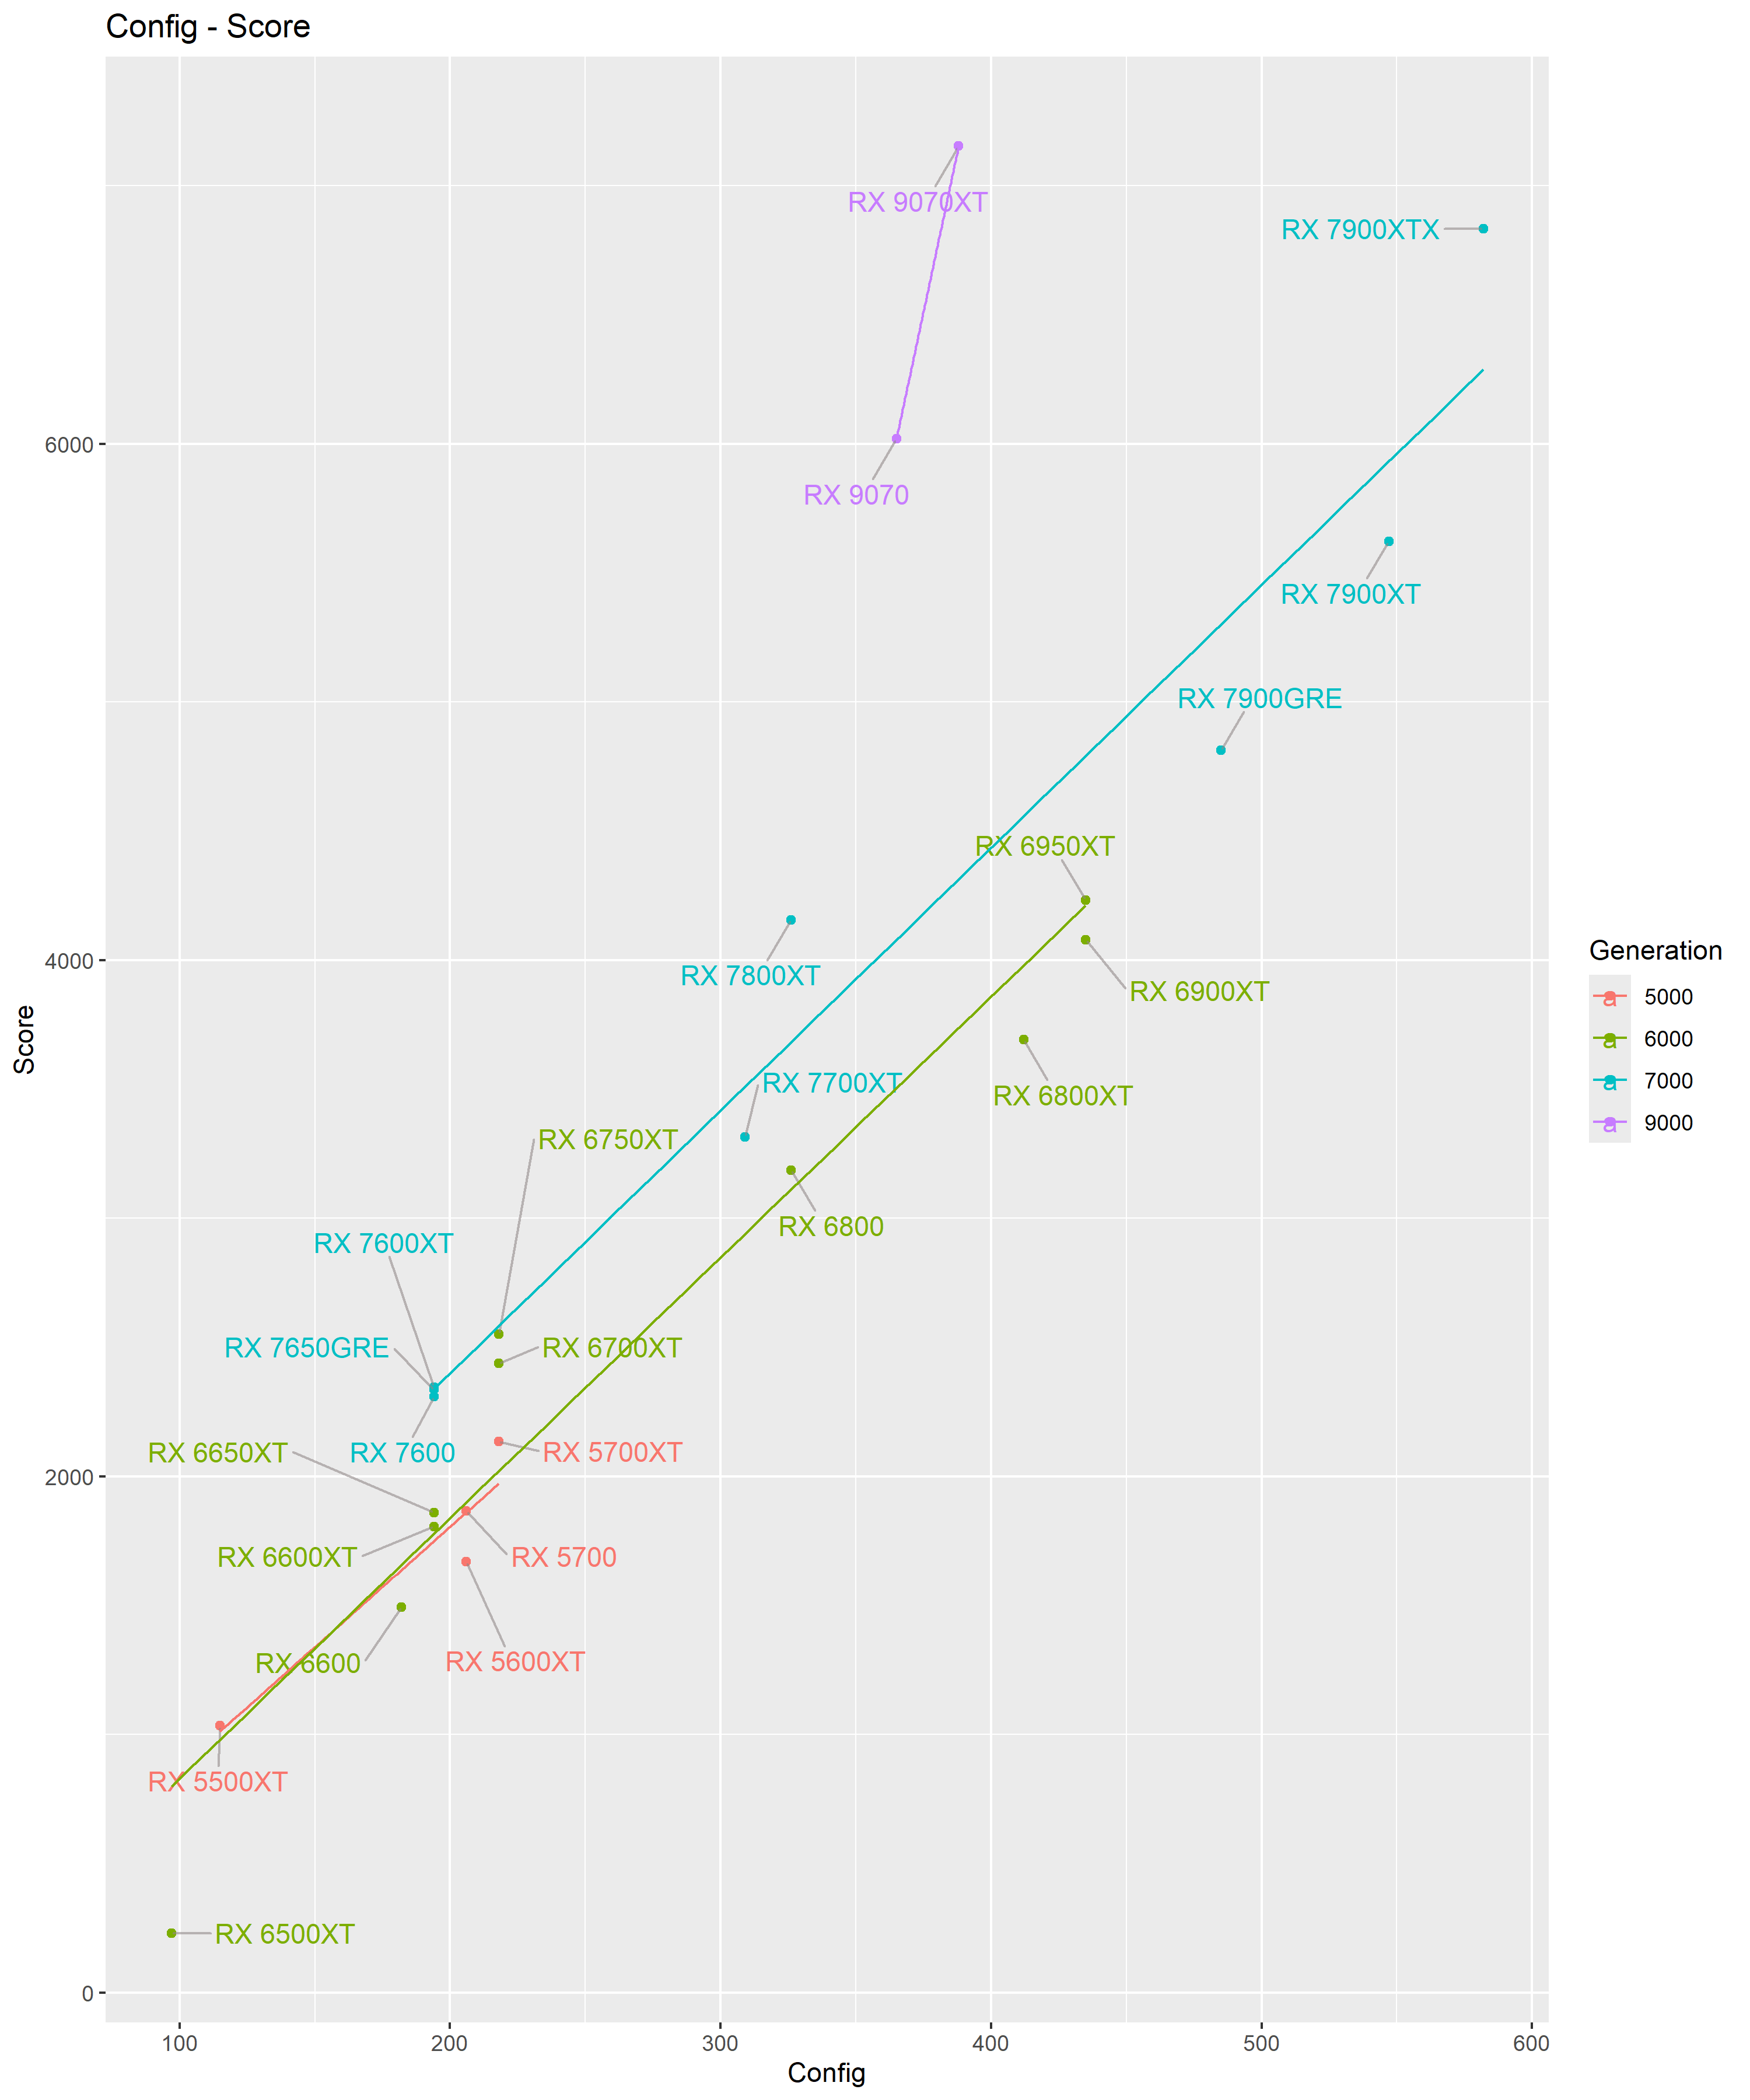 Config - Score
RX 9070XT
RX 7900XTX
6000
RX 9070
RX 7900XT
RX 7900GRE
RX 6950XT
4000
RX 7800XT
RX 6900XT
Generation
5000
6000
7000
9000
a
a
a
a
Score
RX 7700XT
RX 6800XT
RX 6750XT
RX 6800
RX 7600XT
RX 7650GRE
RX 6700XT
RX 6650XT
RX 7600
RX 5700XT
2000
RX 6600XT
RX 5700
RX 6600
RX 5600XT
RX 5500XT
RX 6500XT
0
100 200 300 400 500 600
Config